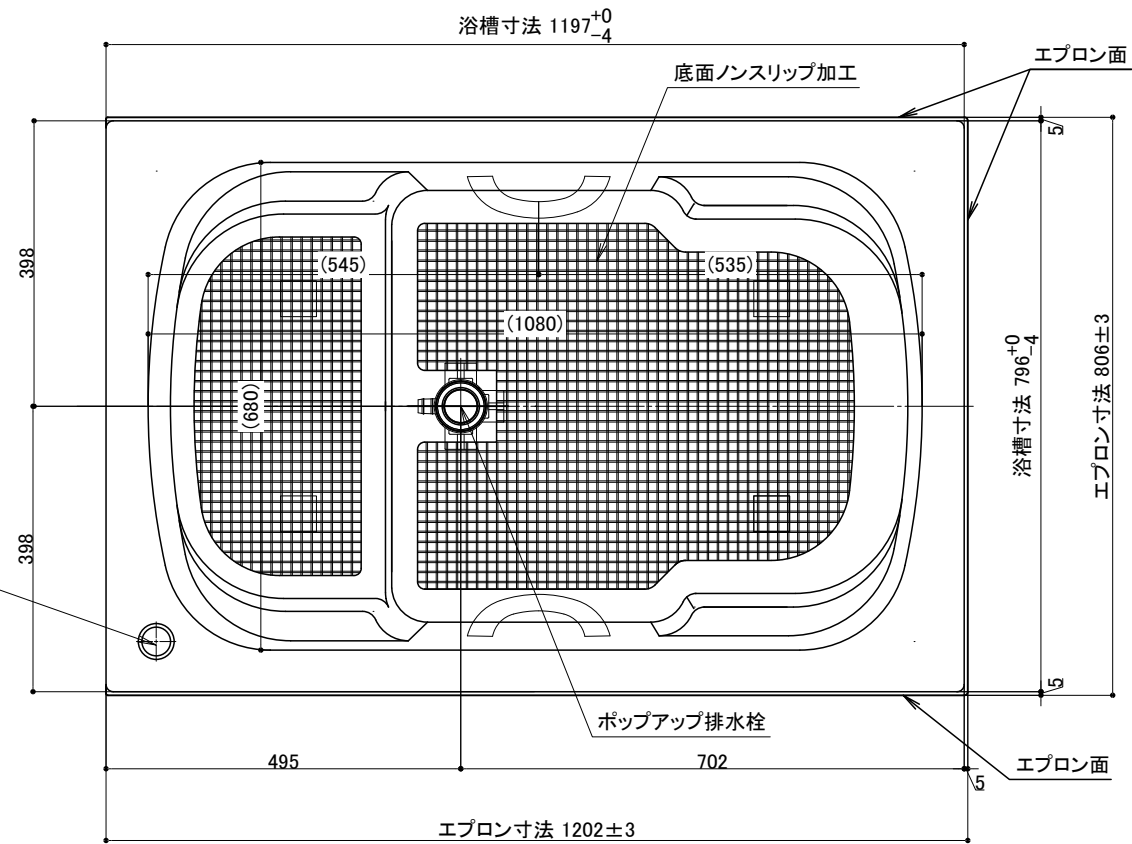 浴槽寸法 1197+0 -4
エプロン面
底面ノンスリップ加工
5
398
(545)
(535)
(1080)
(680)
浴槽寸法 796+0 -4
エプロン寸法 806±3
398
5
ポップアップ排水栓
495
702
エプロン面
5
エプロン寸法 1202±3